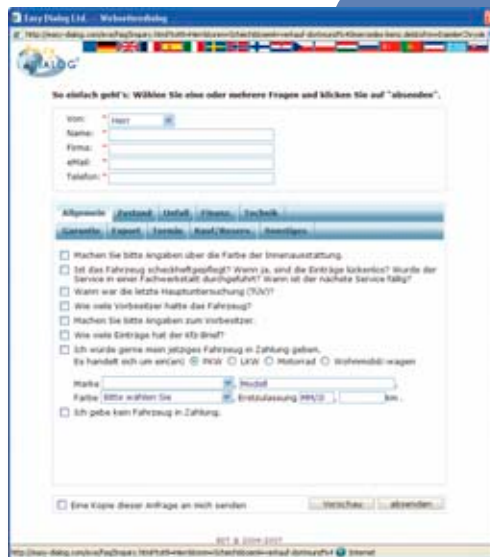 Easy Dialog Ltd. - Webseitendialog
DIALOG
So einfach geht's: Wählen Sie eine oder mehrere Fragen und klicken Sie auf "absenden".
Von: * Herr
Name: *
Firma: *
eMail: *
Telefon: *
Allgemein Zustand Unfall Finanz. Technik
Garantie Export Termin Kauf/Reserv. Sonstiges
Machen Sie bitte Angaben über die Farbe der Innenausstattung.
Ist das Fahrzeug scheckheftgepflegt? Wenn ja, sind die Einträge lückenlos? Wurde der
Service in einer Fachwerkstatt durchgeführt? Wann ist der nächste Service fällig?
Wann war die letzte Hauptuntersuchung (TÜV)?
Wie viele Vorbesitzer hatte das Fahrzeug?
Machen Sie bitte Angaben zum Vorbesitzer.
Wie viele Einträge hat der Kfz-Brief?
Ich würde gerne mein jetziges Fahrzeug in Zahlung geben.
Es handelt sich um ein(en) PKW LKW Motorrad Wohnmobil/-wagen
Marke , Modell ,
Farbe Bitte wählen Sie , Erstzulassung MM/JJ , km .
Ich gebe kein Fahrzeug in Zahlung.
Eine Kopie dieser Anfrage an mich senden Vorschau absenden
2004-2007
Internet